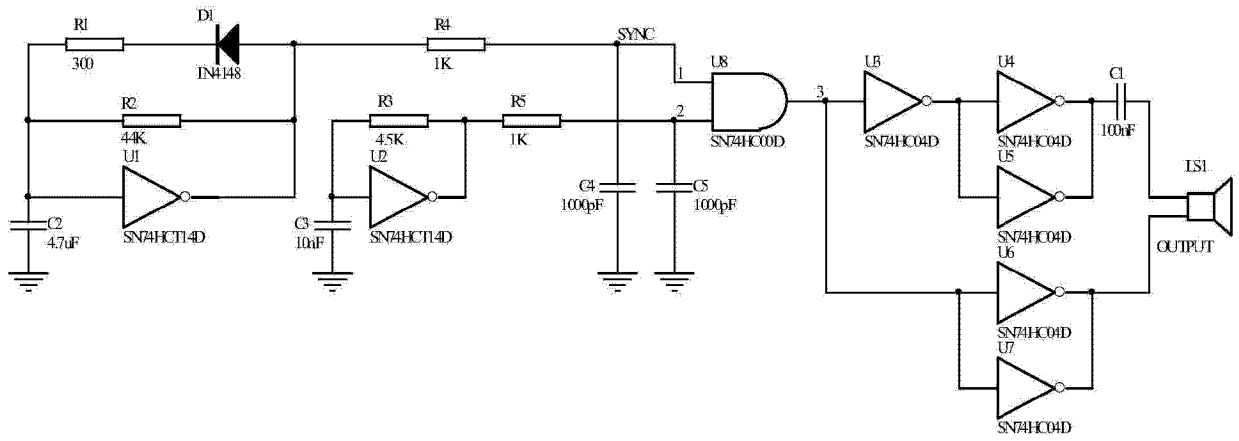 R1
300
D1
IN4148
R4
1K
SYNC
R2
44K
R3
4.5K
R5
1K
U1
SN74HCT14D
U2
SN74HCT14D
C2
4.7uF
C3
10nF
C4
1000pF
C5
1000pF
1
2
U8
SN74HC00D
3
U3
SN74HC04D
U4
SN74HC04D
C1
100nF
U5
SN74HC04D
LS1
OUTPUT
U6
SN74HC04D
U7
SN74HC04D